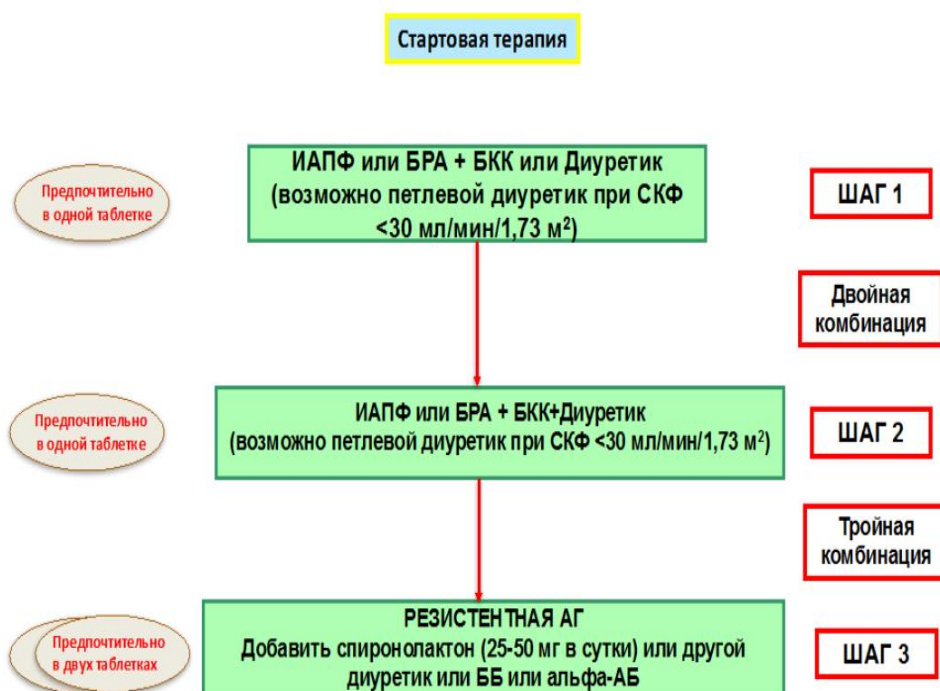 Стартовая терапия
Предпочтительно
в одной таблетке
ИАПФ или БРА + БКК или Диуретик
(возможно петлевой диуретик при СКФ
<30 мл/мин/1,73 м²)
ШАГ 1
Двойная
комбинация
Предпочтительно
в одной таблетке
ИАПФ или БРА + БКК+Диуретик
(возможно петлевой диуретик при СКФ <30 мл/мин/1,73 м²)
ШАГ 2
Тройная
комбинация
Предпочтительно
в двух таблетках
РЕЗИСТЕНТНАЯ АГ
Добавить спиронолактон (25-50 мг в сутки) или другой
диуретик или ББ или альфа-АБ
ШАГ 3